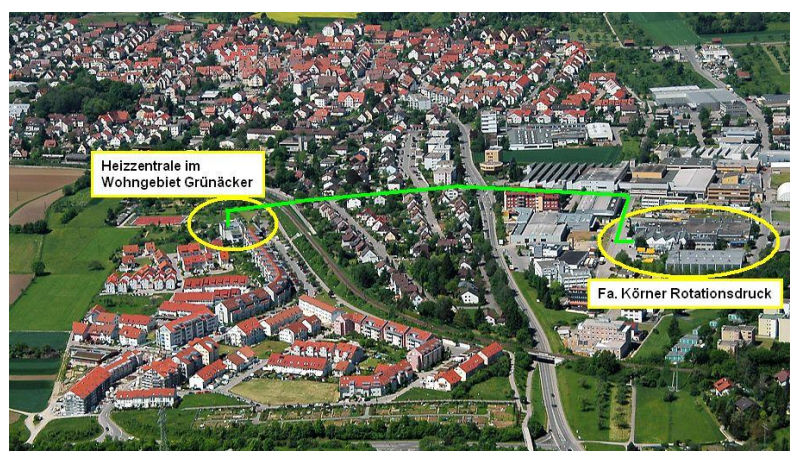 Heizzentrale im
Wohngebiet Grünäcker
Fa. Körner Rotationsdruck